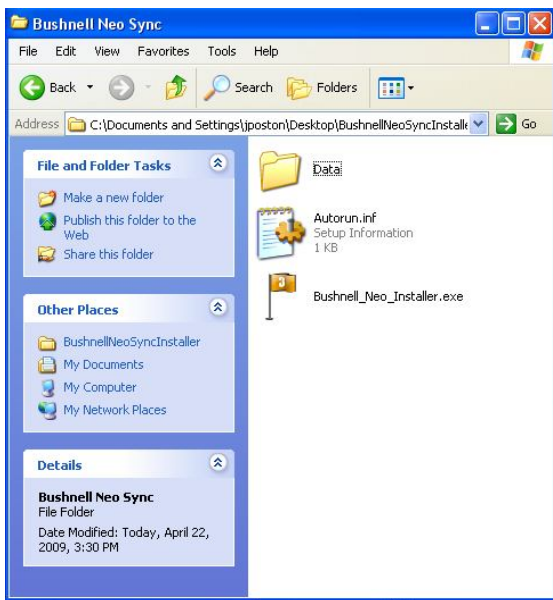 Bushnell Neo Sync
File Edit View Favorites Tools Help
Back Search Folders
Address C:\Documents and Settings\jposton\Desktop\BushnellNeoSyncInstalle Go
File and Folder Tasks
Make a new folder
Publish this folder to the
Web
Share this folder
Other Places
BushnellNeoSyncInstaller
My Documents
My Computer
My Network Places
Details
Bushnell Neo Sync
File Folder
Date Modified: Today, April 22,
2009, 3:30 PM
Data
Autorun.inf
Setup Information
1 KB
3
Bushnell_Neo_Installer.exe